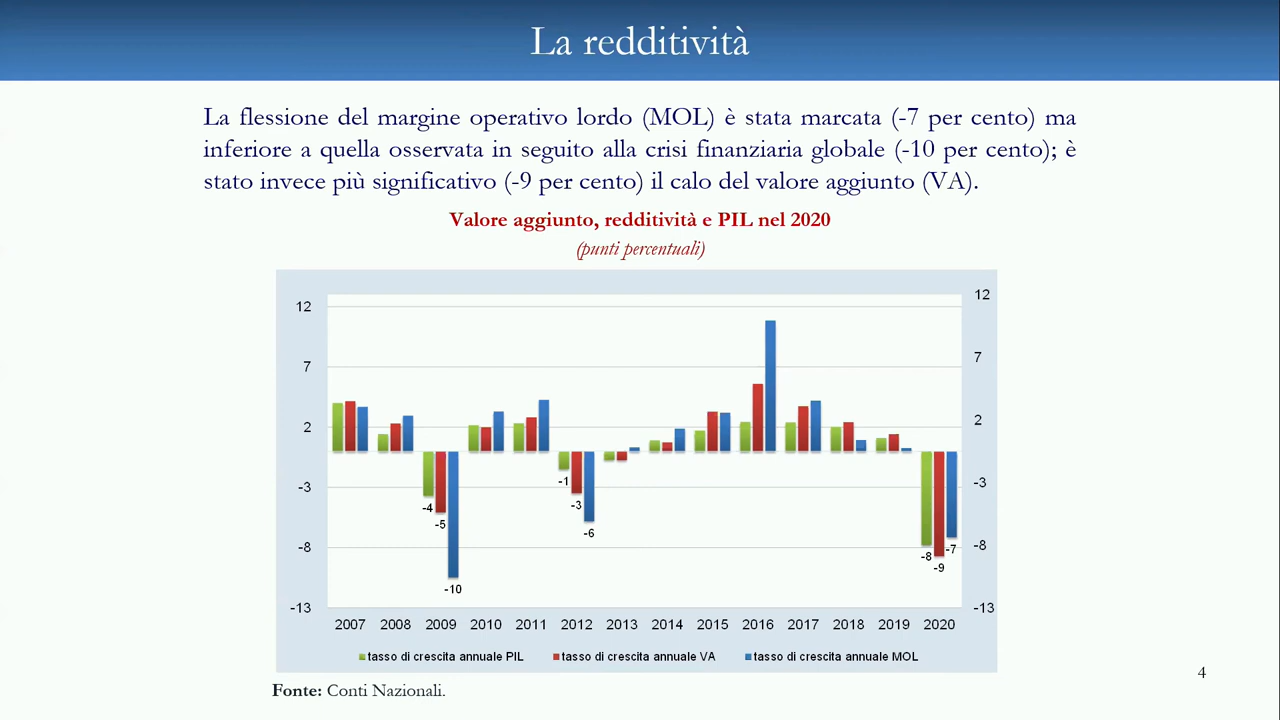 La redditività
La flessione del margine operativo lordo (MOL) è stata marcata (-7 per cento) ma
inferiore a quella osservata in seguito alla crisi finanziaria globale (-10 per cento); è
stato invece più significativo (-9 per cento) il calo del valore aggiunto (VA).
Valore aggiunto, redditività e PIL nel 2020
(punti percentuali)
12 12
7 7
2 2
-3 -3
-8 -8
-13 -13
-4
-5
-10
-1
-3
-6
-8
-9
-7
2007 2008 2009 2010 2011 2012 2013 2014 2015 2016 2017 2018 2019 2020
tasso di crescita annuale PIL tasso di crescita annuale VA tasso di crescita annuale MOL
Fonte: Conti Nazionali.
4